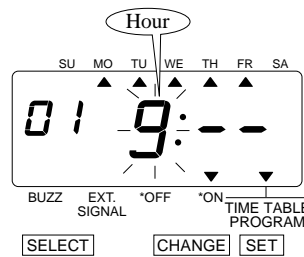 Hour
SU MO TU WE TH FR SA
01 9:--
BUZZ EXT. SIGNAL *OFF *ON TIME TABLE PROGRAM
SELECT CHANGE SET